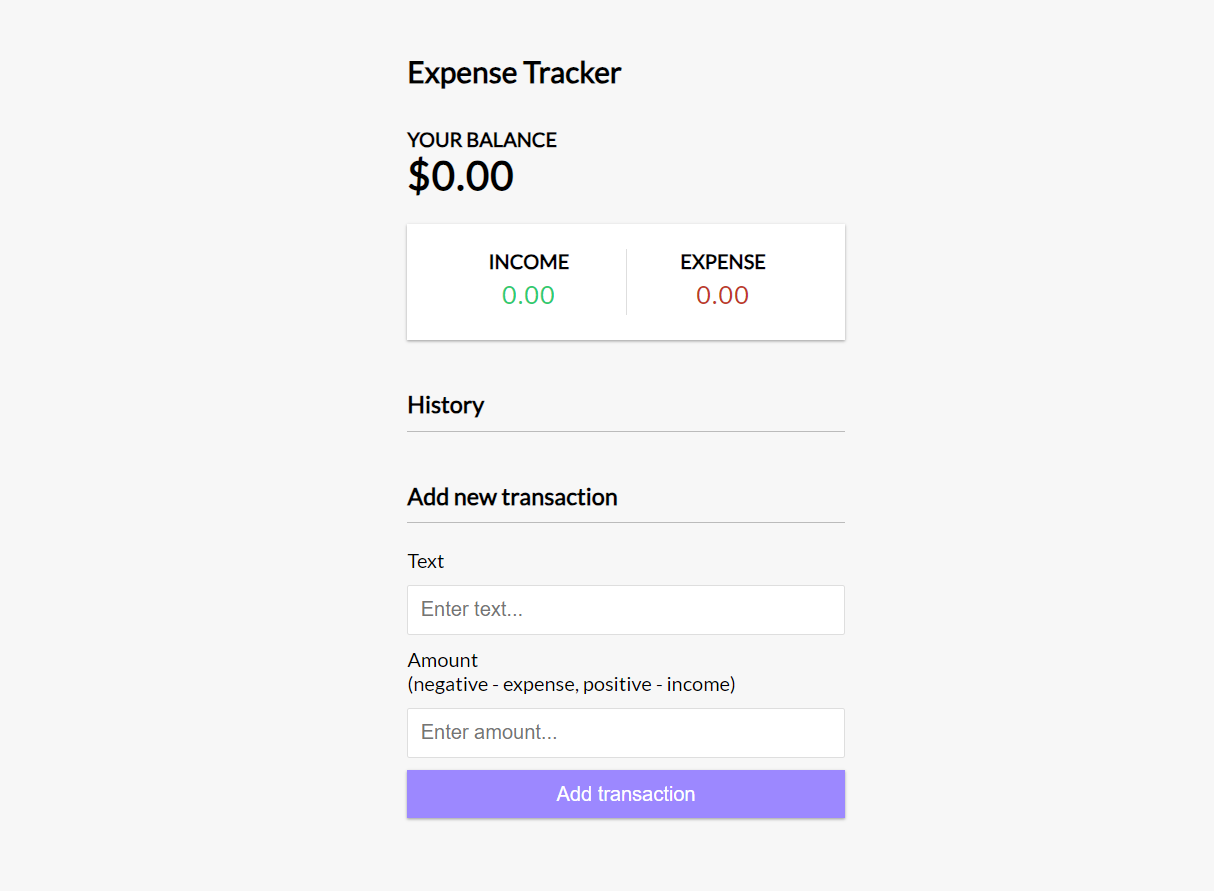 Expense Tracker
YOUR BALANCE
$0.00
INCOME EXPENSE
0.00 0.00
History
Add new transaction
Text
Enter text...
Amount
(negative - expense, positive - income)
Enter amount...
Add transaction